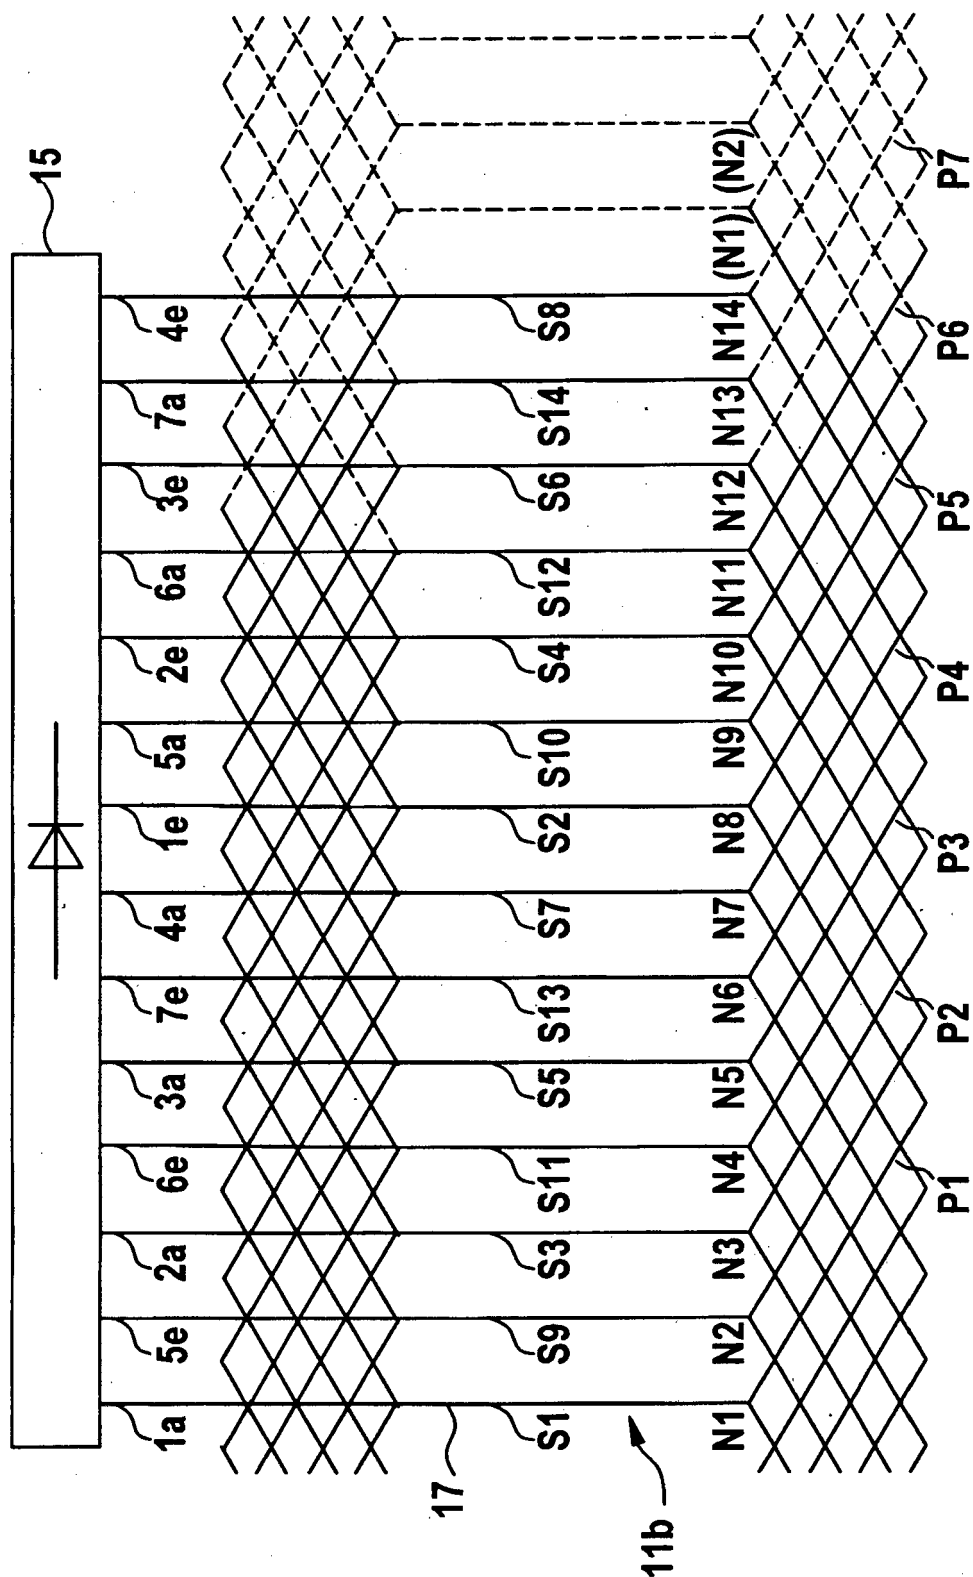 15
1a 5e 2a 6e 3a 7e 4a 1e 5a 2e 6a 3e 7a 4e
17
S1 S9 S3 S11 S5 S13 S7 S2 S10 S4 S12 S6 S14 S8
11b
N1 N2 N3 N4 N5 N6 N7 N8 N9 N10 N11 N12 N13 N14 (N1) (N2)
P1 P2 P3 P4 P5 P6 P7